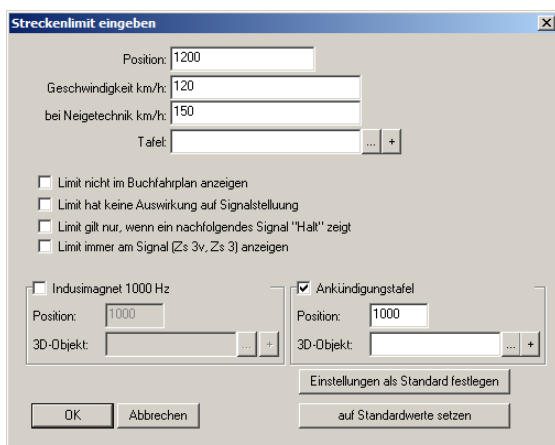 Streckenlimit eingeben
Position: 1200
Geschwindigkeit km/h: 120
bei Neigetechnik km/h: 150
Tafel: ... +
Limit nicht im Buchfahrplan anzeigen
Limit hat keine Auswirkung auf Signalstelluung
Limit gilt nur, wenn ein nachfolgendes Signal "Halt" zeigt
Limit immer am Signal (Zs 3v, Zs 3) anzeigen
Indusimagnet 1000 Hz
Position: 1000
3D-Objekt: ... +
Ankündigungstafel
Position: 1000
3D-Objekt: ... +
Einstellungen als Standard festlegen
OK Abbrechen auf Standardwerte setzen